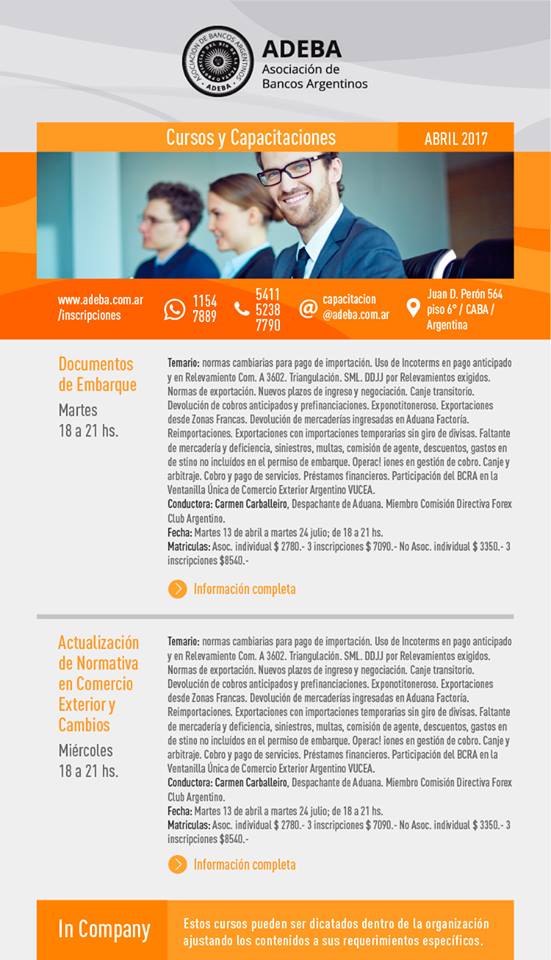 ASOCIACIÓN DE BANCOS ARGENTINOS
· ADEBA ·
ADEBA
Asociación de
Bancos Argentinos
Cursos y Capacitaciones
ABRIL 2017
www.adeba.com.ar
/inscripciones
1154
7889
5411
5238
7790
capacitacion
@adeba.com.ar
Juan D. Perón 564
piso 6° / CABA /
Argentina
Documentos
de Embarque
Martes
18 a 21 hs.
Temario: normas cambiarias para pago de importación. Uso de Incoterms en pago anticipado
y en Relevamiento Com. A 3602. Triangulación. SML. DDJJ por Relevamientos exigidos.
Normas de exportación. Nuevos plazos de ingreso y negociación. Canje transitorio.
Devolución de cobros anticipados y prefinanciaciones. Exponotitoneroso. Exportaciones
desde Zonas Francas. Devolución de mercaderías ingresadas en Aduana Factoría.
Reimportaciones. Exportaciones con importaciones temporarias sin giro de divisas. Faltante
de mercadería y deficiencia, siniestros, multas, comisión de agente, descuentos, gastos en
de stino no incluídos en el permiso de embarque. Operac! iones en gestión de cobro. Canje y
arbitraje. Cobro y pago de servicios. Préstamos financieros. Participación del BCRA en la
Ventanilla Única de Comercio Exterior Argentino VUCEA.
Conductora: Carmen Carballeiro, Despachante de Aduana. Miembro Comisión Directiva Forex
Club Argentino.
Fecha: Martes 13 de abril a martes 24 julio; de 18 a 21 hs.
Matriculas: Asoc. individual $ 2780.- 3 inscripciones $ 7090.- No Asoc. individual $ 3350.- 3
inscripciones $8540.-
Información completa
Actualización
de Normativa
en Comercio
Exterior y
Cambios
Miércoles
18 a 21 hs.
Temario: normas cambiarias para pago de importación. Uso de Incoterms en pago anticipado
y en Relevamiento Com. A 3602. Triangulación. SML. DDJJ por Relevamientos exigidos.
Normas de exportación. Nuevos plazos de ingreso y negociación. Canje transitorio.
Devolución de cobros anticipados y prefinanciaciones. Exponotitoneroso. Exportaciones
desde Zonas Francas. Devolución de mercaderías ingresadas en Aduana Factoría.
Reimportaciones. Exportaciones con importaciones temporarias sin giro de divisas. Faltante
de mercadería y deficiencia, siniestros, multas, comisión de agente, descuentos, gastos en
de stino no incluídos en el permiso de embarque. Operac! iones en gestión de cobro. Canje y
arbitraje. Cobro y pago de servicios. Préstamos financieros. Participación del BCRA en la
Ventanilla Única de Comercio Exterior Argentino VUCEA.
Conductora: Carmen Carballeiro, Despachante de Aduana. Miembro Comisión Directiva Forex
Club Argentino.
Fecha: Martes 13 de abril a martes 24 julio; de 18 a 21 hs.
Matriculas: Asoc. individual $ 2780.- 3 inscripciones $ 7090.- No Asoc. individual $ 3350.- 3
inscripciones $8540.-
Información completa
In Company
Estos cursos pueden ser dicatados dentro de la organización
ajustando los contenidos a sus requerimientos específicos.